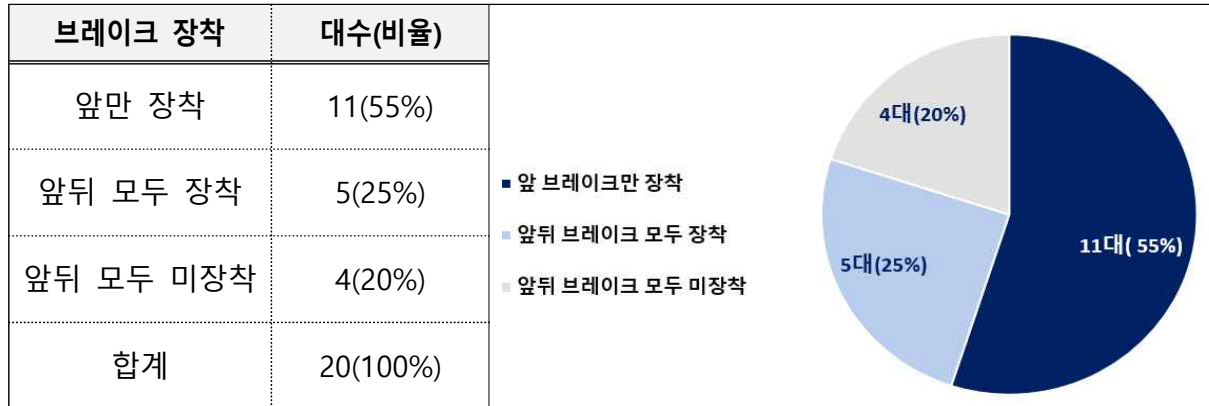 브레이크 장착 대수(비율)
앞만 장착 11(55%)
앞뒤 모두 장착 5(25%)
앞뒤 모두 미장착 4(20%)
합계 20(100%)
■ 앞 브레이크만 장착
■ 앞뒤 브레이크 모두 장착
■ 앞뒤 브레이크 모두 미장착
4대(20%)
5대(25%)
11대( 55%)